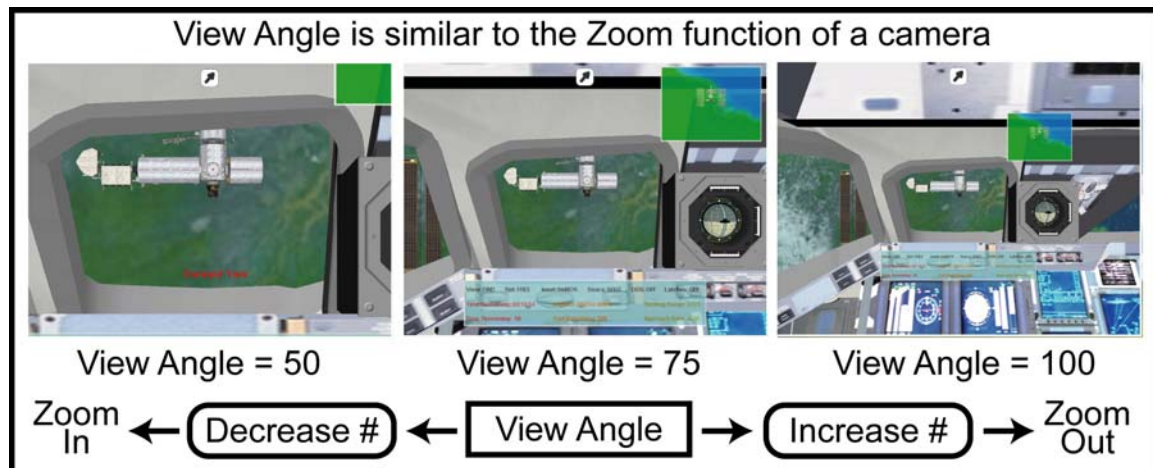 View Angle is similar to the Zoom function of a camera
View Angle = 50
View Angle = 75
View Angle = 100
Zoom In
Decrease #
View Angle
Increase #
Zoom Out